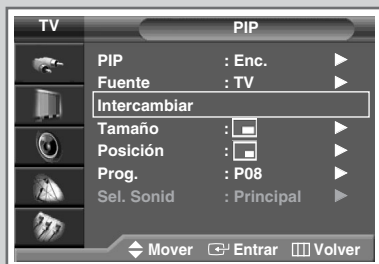 TV PIP
PIP : Enc.
Fuente : TV
Intercambiar
Tamaño :
Posición :
Prog. : P08
Sel. Sonid : Principal
Mover Entrar Volver